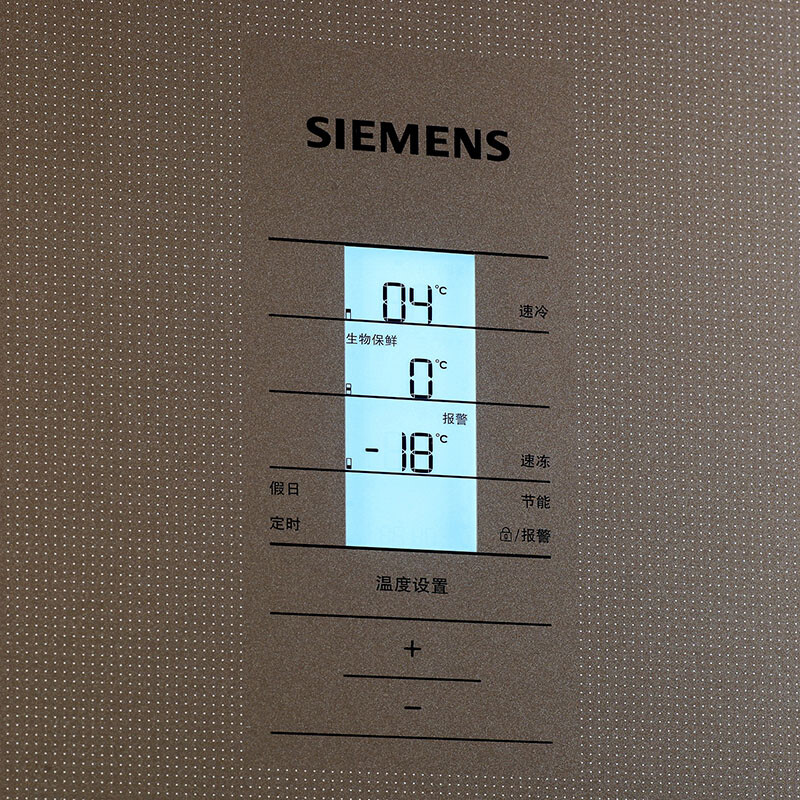 SIEMENS
04°C
速冷
生物保鲜
0°C
报警
-18°C
速冻
假日
节能
定时
/报警
温度设置
+
-